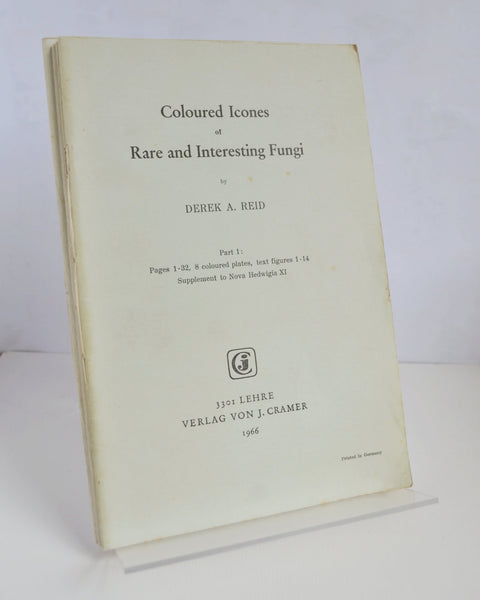 Coloured Icones
of
Rare and Interesting Fungi
by
DEREK A. REID
Part 1:
Pages 1-32, 8 coloured plates, text figures 1-14
Supplement to Nova Hedwigia XI
CJ
3301 LEHRE
VERLAG VON J. CRAMER
1966
Printed in Germany